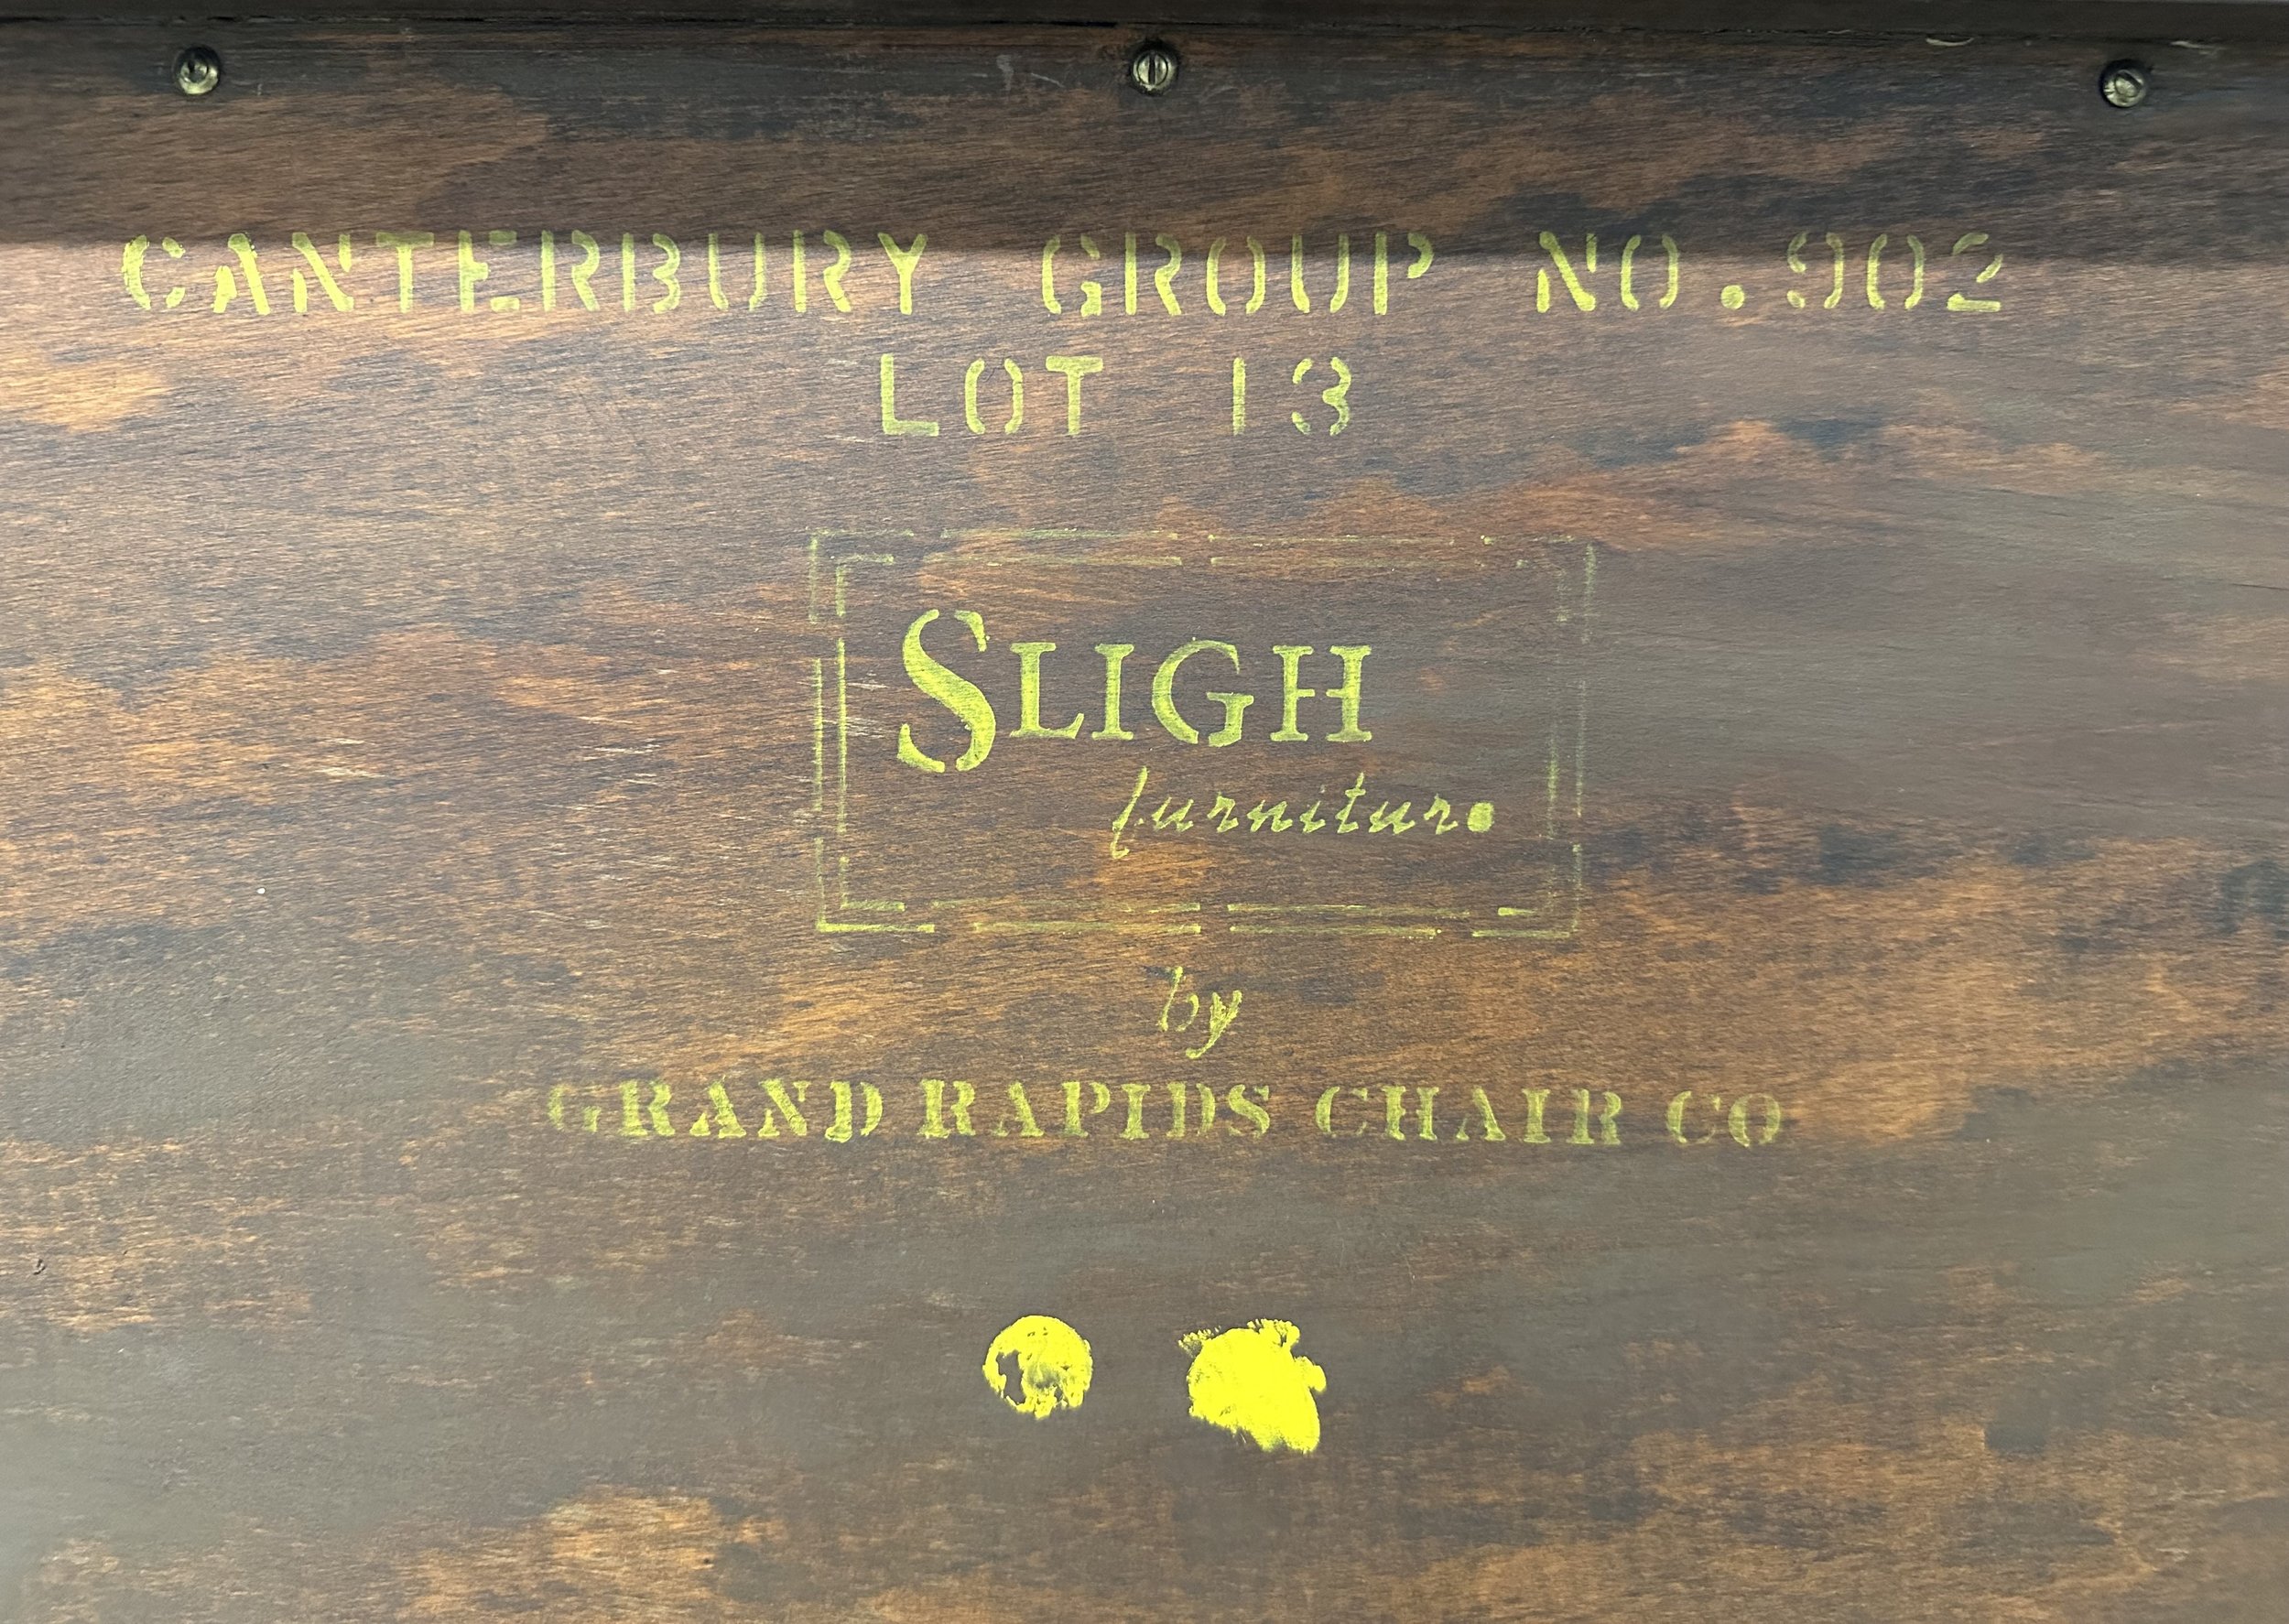 CANTERBURY GROUP NO.902
LOT 13
SLIGH
furniture
by
GRAND RAPIDS CHAIR CO